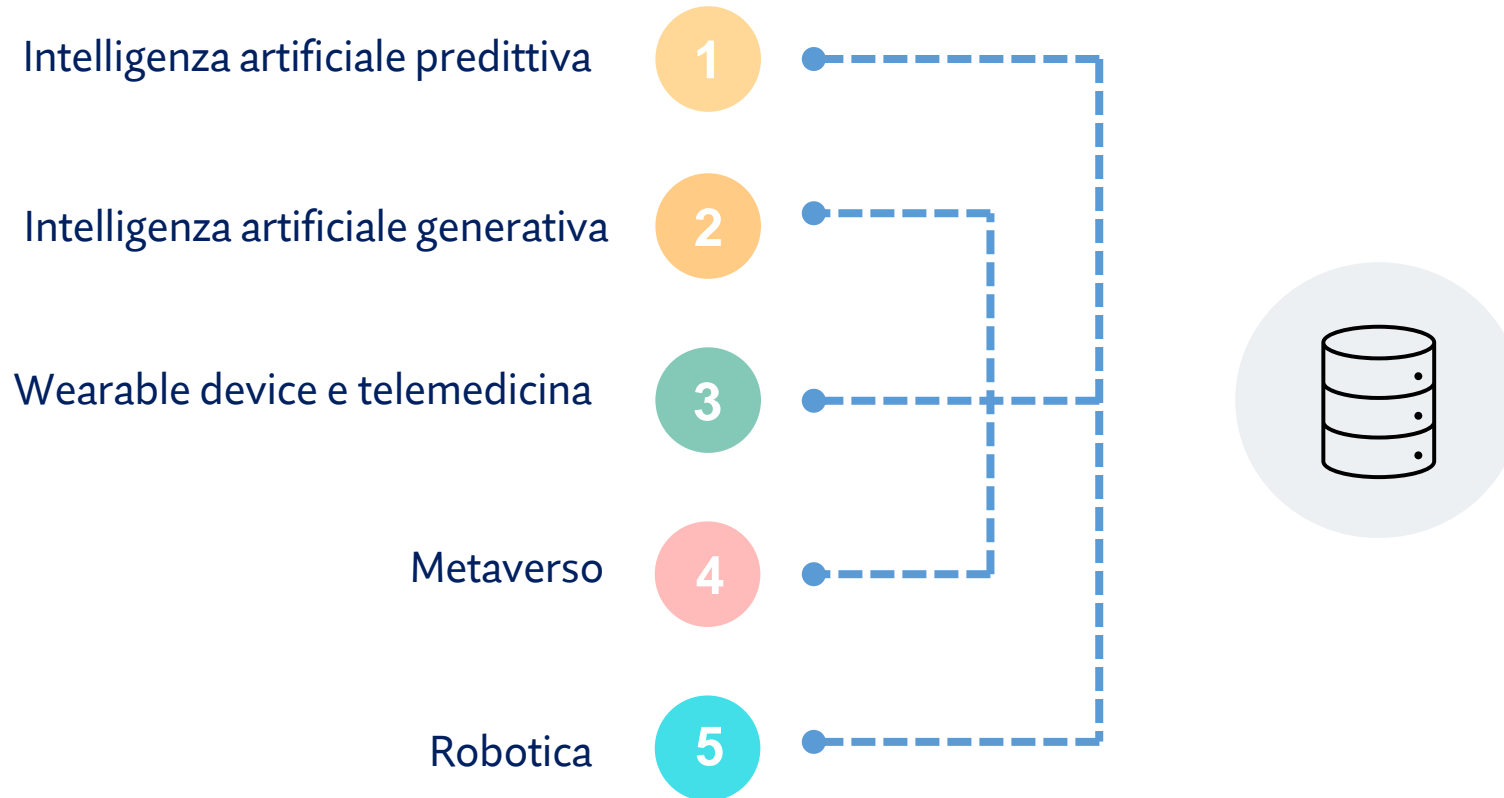 Intelligenza artificiale predittiva 1
Intelligenza artificiale generativa 2
Wearable device e telemedicina 3
Metaverso 4
Robotica 5